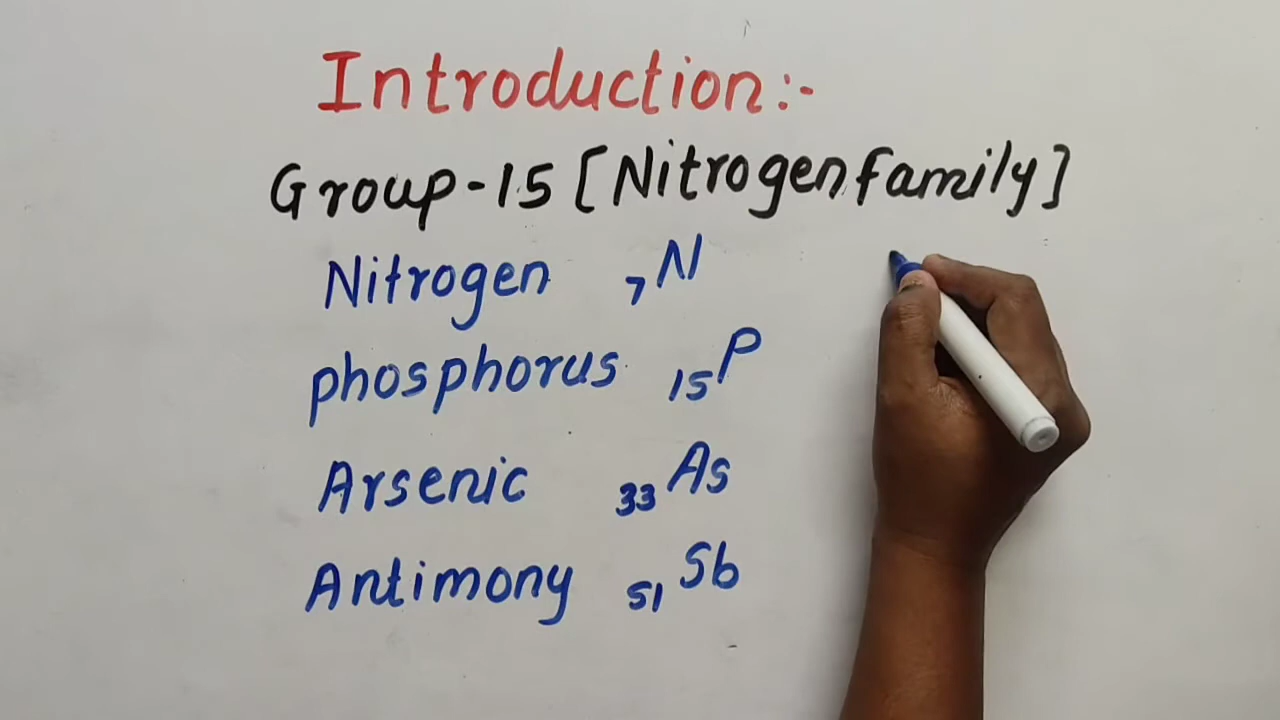 Introduction:-
Group-15 [Nitrogen family]
Nitrogen 7N
phosphorus 15P
Arsenic 33As
Antimony 51Sb